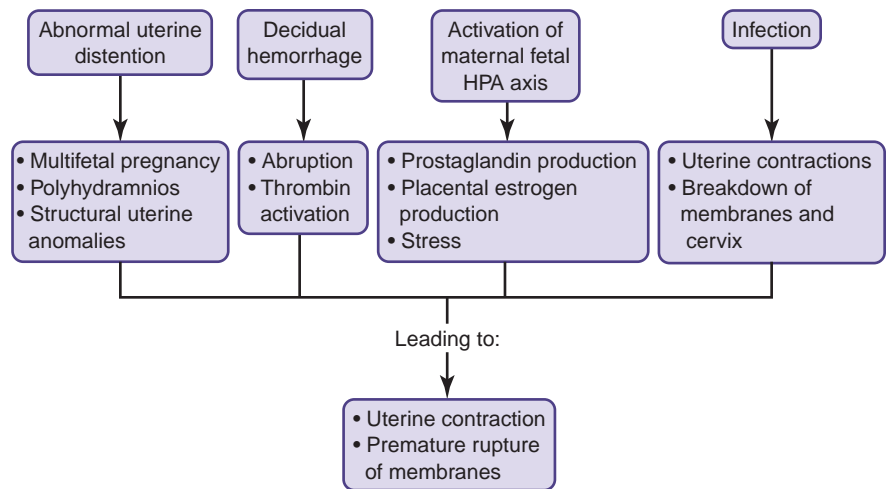 Abnormal uterine
distention
Decidual
hemorrhage
Activation of
maternal fetal
HPA axis
Infection
• Multifetal pregnancy
• Polyhydramnios
• Structural uterine
anomalies
• Abruption
• Thrombin
activation
• Prostaglandin production
• Placental estrogen
production
• Stress
• Uterine contractions
• Breakdown of
membranes and
cervix
Leading to:
• Uterine contraction
• Premature rupture
of membranes